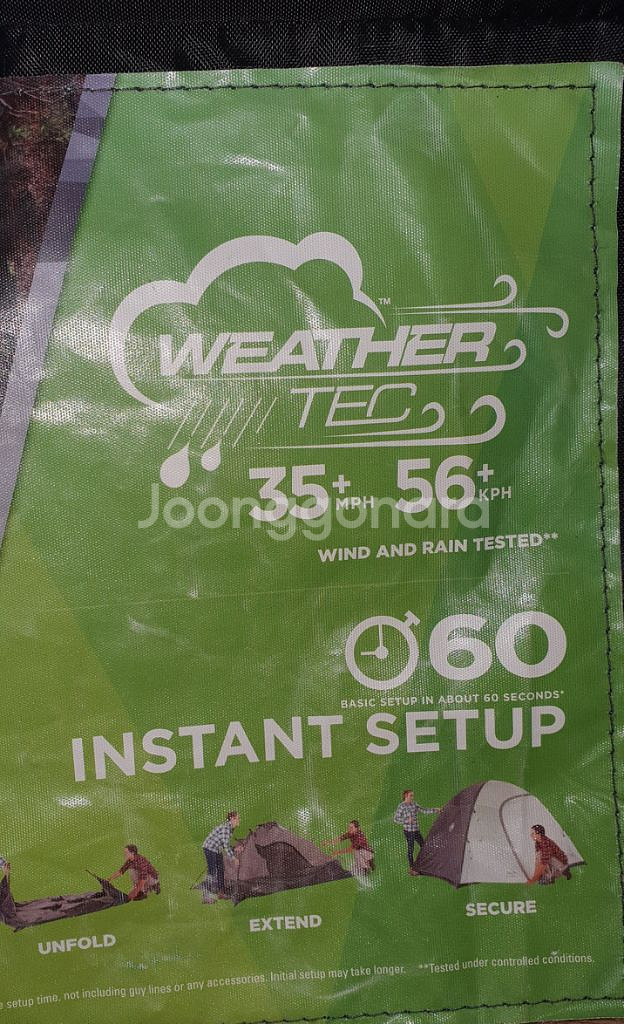 WEATHER™
TEC
35+ MPH 56+ KPH
Joonggonara
WIND AND RAIN TESTED**
60
BASIC SETUP IN ABOUT 60 SECONDS*
INSTANT SETUP
UNFOLD EXTEND SECURE
setup time, not including guy lines or any accessories. Initial setup may take longer. **Tested under controlled conditions.